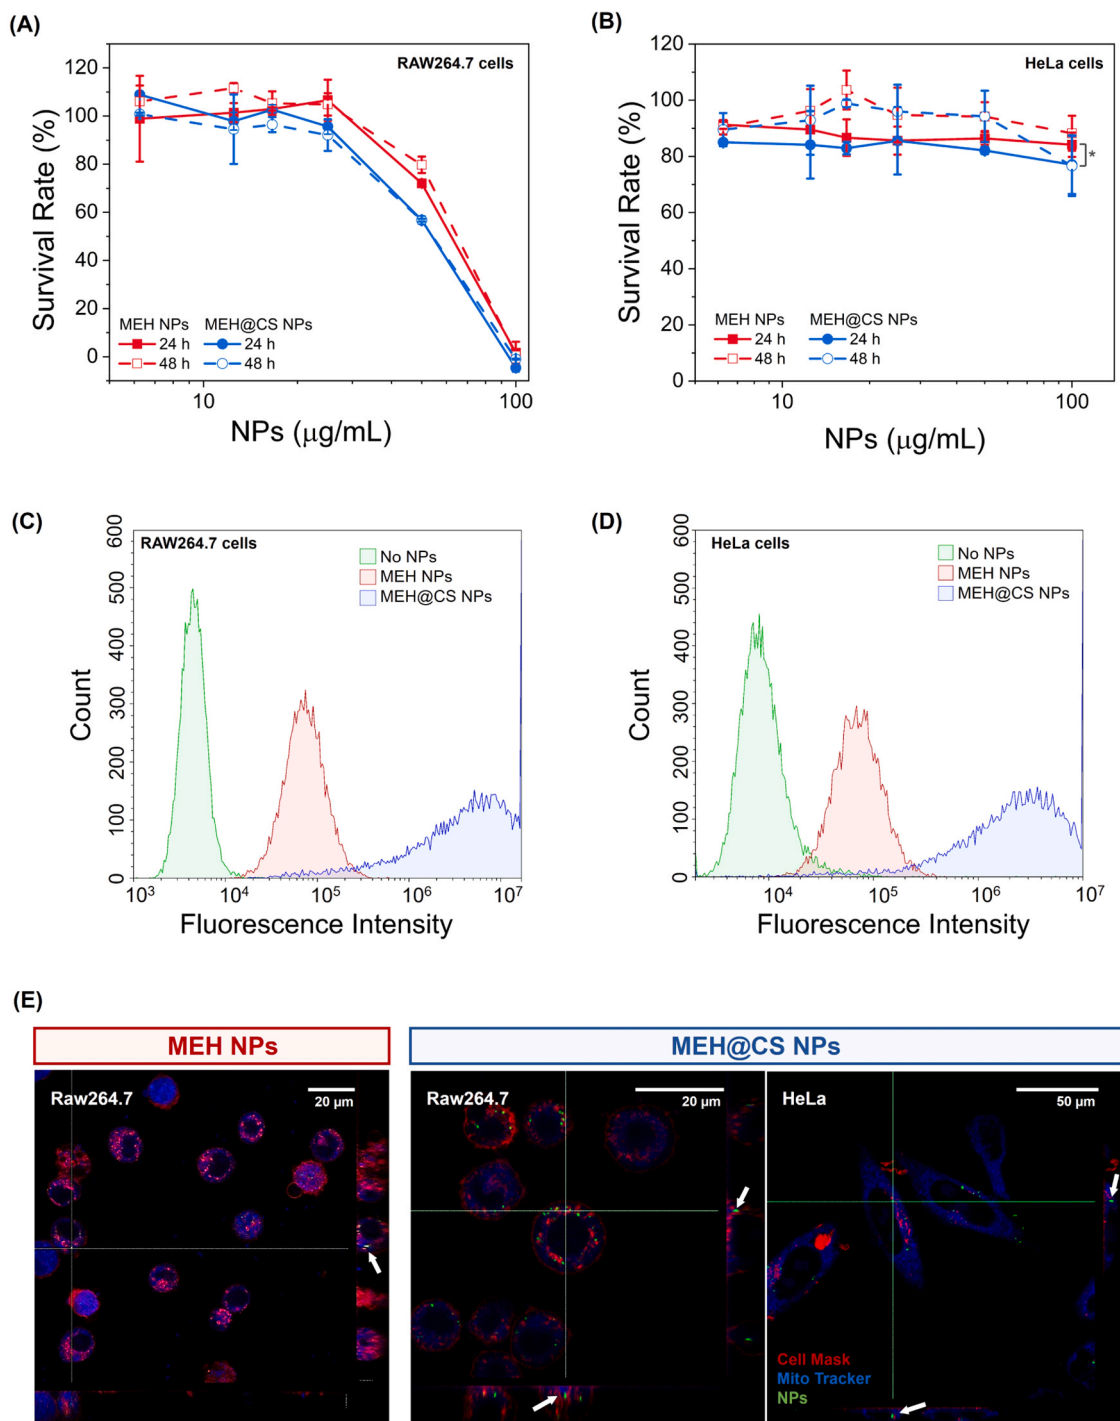 (A)
RAW264.7 cells
Survival Rate (%)
120
100
80
60
40
20
0
MEH NPs MEH@CS NPs
24 h 24 h
48 h 48 h
10 100
NPs (μg/mL)
(B)
HeLa cells
Survival Rate (%)
120
100
80
60
40
20
0
*
MEH NPs MEH@CS NPs
24 h 24 h
48 h 48 h
10 100
NPs (μg/mL)
(C)
RAW264.7 cells
No NPs
MEH NPs
MEH@CS NPs
Count
600
500
400
300
200
100
0
10³ 10⁴ 10⁵ 10⁶ 10⁷
Fluorescence Intensity
(D)
HeLa cells
No NPs
MEH NPs
MEH@CS NPs
Count
600
500
400
300
200
100
0
10⁴ 10⁵ 10⁶ 10⁷
Fluorescence Intensity
(E)
MEH NPs
MEH@CS NPs
Raw264.7
20 μm
Raw264.7
20 μm
HeLa
50 μm
Cell Mask
Mito Tracker
NPs